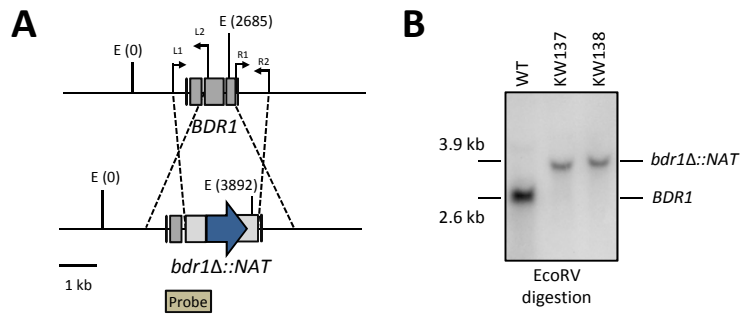 A
E (0)
L1
L2
E (2685)
R1
R2
BDR1
E (0)
E (3892)
bdr1Δ::NAT
1 kb
Probe
B
WT
KW137
KW138
3.9 kb
bdr1Δ::NAT
BDR1
2.6 kb
EcoRV
digestion